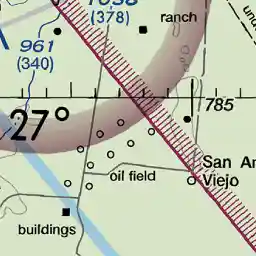 1038
(378)
ranch
961
(340)
785
27°
San An
Viejo
oil field
buildings